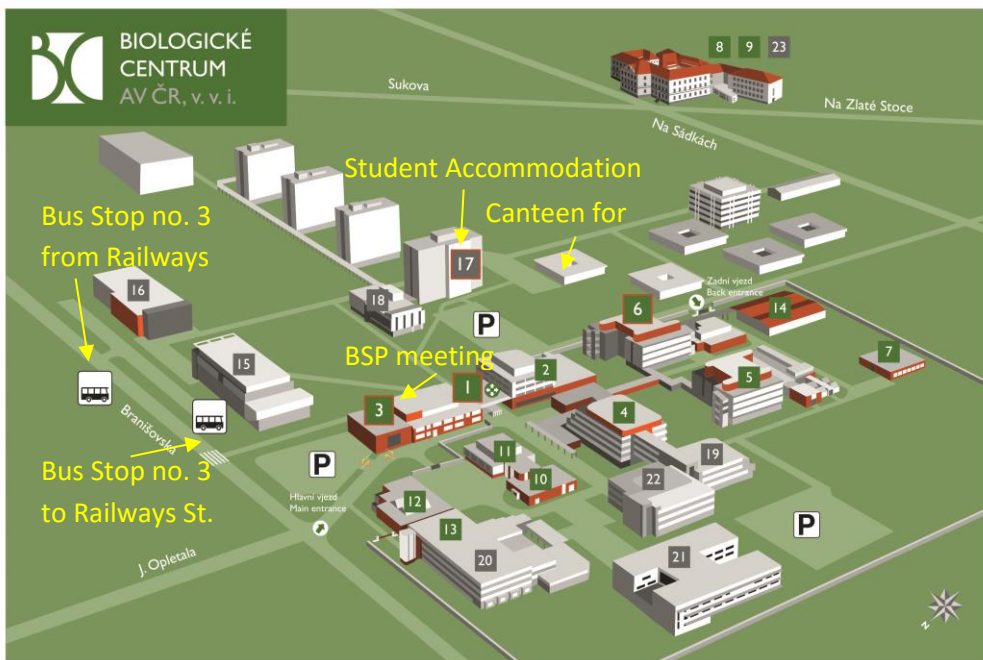 BIOLOGICKÉ
CENTRUM
AV ČR, v. v. i.
8 9 23
Sukova
Na Zlaté Stoce
Na Sádkách
Student Accommodation
Bus Stop no. 3
from Railways
Canteen for
17
16
18
Zadní vjezd
Back entrance
6
14
P
BSP meeting
15
1
2
7
5
3
4
Branišovská
Bus Stop no. 3
to Railways St.
P
11
10
19
22
Hlavní vjezd
Main entrance
12
13
20
21
P
J. Opletala
z